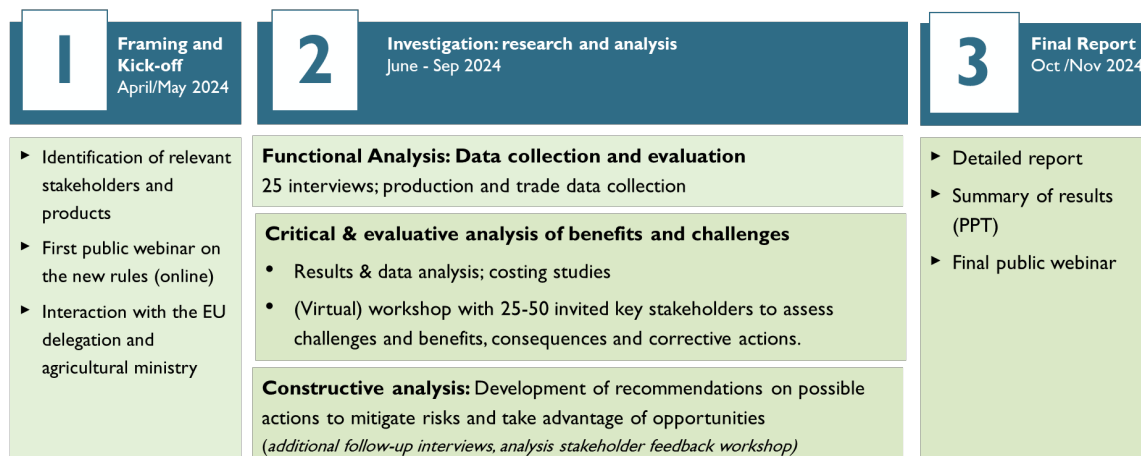 1
Framing and
Kick-off
April/May 2024
► Identification of relevant
stakeholders and
products
► First public webinar on
the new rules (online)
► Interaction with the EU
delegation and
agricultural ministry
2
Investigation: research and analysis
June - Sep 2024
Functional Analysis: Data collection and evaluation
25 interviews; production and trade data collection
Critical & evaluative analysis of benefits and challenges
• Results & data analysis; costing studies
• (Virtual) workshop with 25-50 invited key stakeholders to assess
challenges and benefits, consequences and corrective actions.
Constructive analysis: Development of recommendations on possible
actions to mitigate risks and take advantage of opportunities
(additional follow-up interviews, analysis stakeholder feedback workshop)
3
Final Report
Oct /Nov 2024
► Detailed report
► Summary of results
(PPT)
► Final public webinar